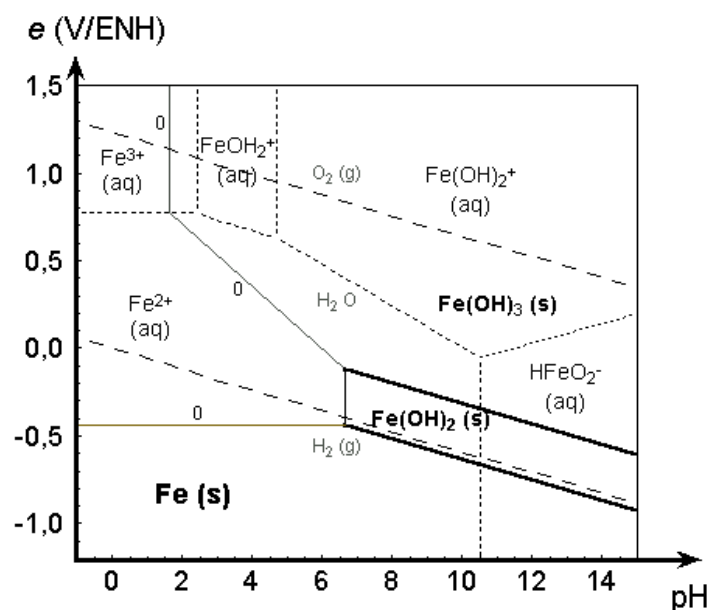 e (V/ENH)
1,5
0
FeOH₂⁺
(aq)
Fe³⁺
(aq)
O₂ (g)
Fe(OH)₂⁺
(aq)
1,0
0,5
Fe²⁺
(aq)
0
H₂ O
Fe(OH)₃ (s)
0,0
HFeO₂⁻
(aq)
0
Fe(OH)₂ (s)
-0,5
H₂ (g)
Fe (s)
-1,0
0 2 4 6 8 10 12 14
pH